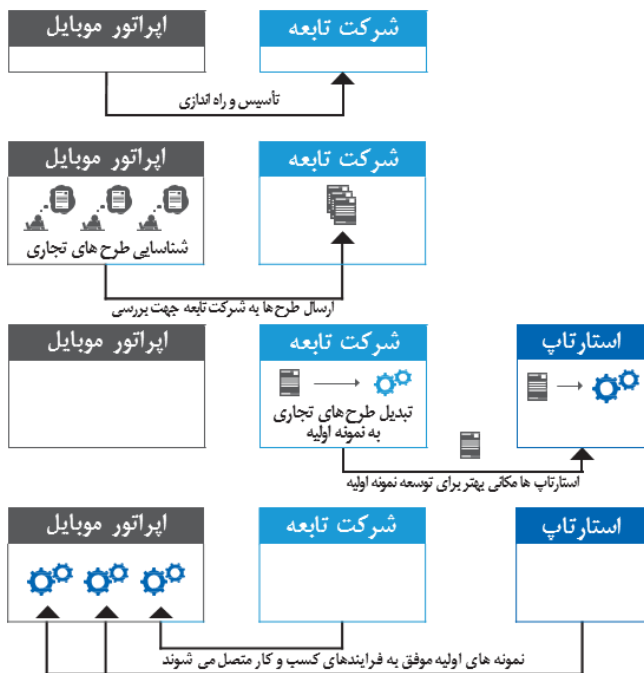 اپراتور موبایل
شرکت تابعه
تأسیس و راه اندازی
اپراتور موبایل
شرکت تابعه
شناسایی طرح های تجاری
ارسال طرح ها به شرکت تابعه جهت بررسی
اپراتور موبایل
شرکت تابعه
استارتاپ
تبدیل طرح های تجاری
به نمونه اولیه
استارتاپ ها مکانی بهتر برای توسعه نمونه اولیه
اپراتور موبایل
شرکت تابعه
استارتاپ
نمونه های اولیه موفق به فرایندهای کسب و کار متصل می شوند